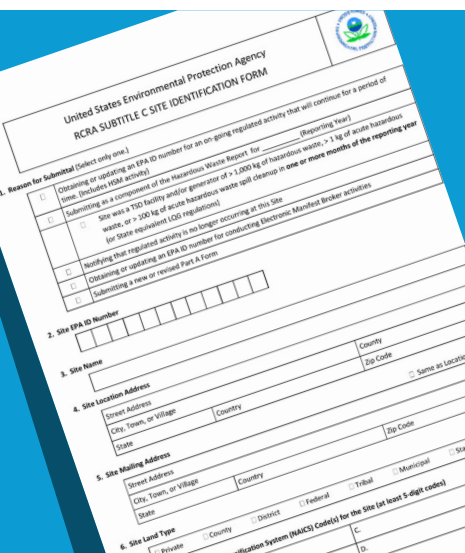 United States Environmental Protection Agency
RCRA SUBTITLE C SITE IDENTIFICATION FORM
1. Reason for Submittal (Select only one.)
Obtaining or updating an EPA ID number for an on-going regulated activity that will continue for a period of
time. (Includes HSM activity)
Submitting as a component of the Hazardous Waste Report for (Reporting Year)
Site was a TSD facility and/or generator of > 1,000 kg of hazardous waste, > 1 kg of acute hazardous
waste, or > 100 kg of acute hazardous waste spill cleanup in one or more months of the reporting year
(or State equivalent LQG regulations)
Notifying that regulated activity is no longer occurring at this Site
Obtaining or updating an EPA ID number for conducting Electronic Manifest Broker activities
Submitting a new or revised Part A Form
2. Site EPA ID Number
3. Site Name
4. Site Location Address
Street Address
City, Town, or Village County
State Country Zip Code
5. Site Mailing Address Same as Locatio
Street Address
City, Town, or Village
State Country Zip Code
6. Site Land Type
Private County District Federal Tribal Municipal Sta
ification System (NAICS) Code(s) for the Site (at least 5-digit codes)
C.
D.